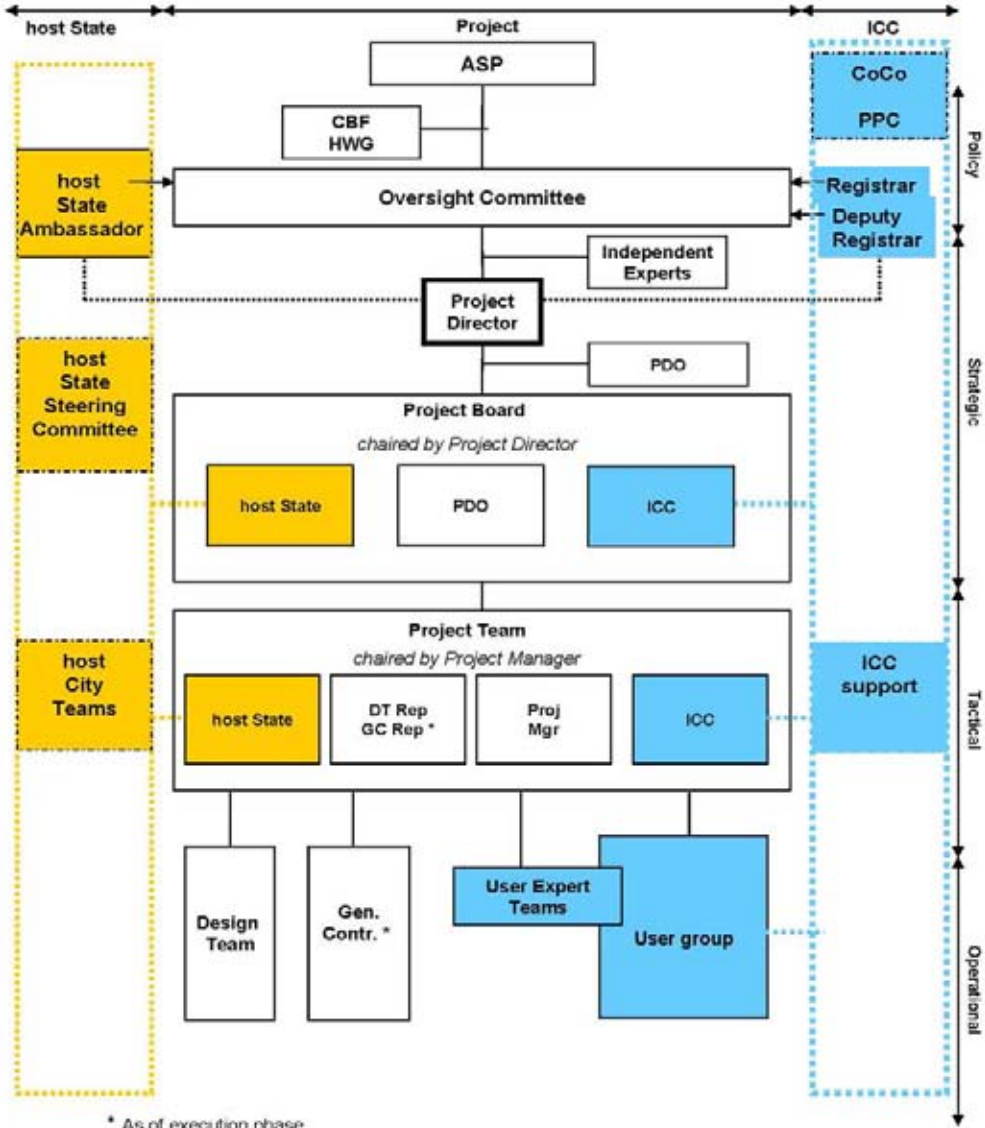 host State
Project
ICC
ASP
CoCo
PPC
CBF
HWG
Policy
host
State
Ambassador
Oversight Committee
Registrar
Deputy
Registrar
Independent
Experts
Project
Director
host
State
Steering
Committee
PDO
Strategic
Project Board
chaired by Project Director
host State
PDO
ICC
Project Team
chaired by Project Manager
host
City
Teams
host State
DT Rep
GC Rep *
Proj
Mgr
ICC
ICC
support
Tactical
Design
Team
Gen.
Contr. *
User Expert
Teams
User group
Operational
* As of execution phase